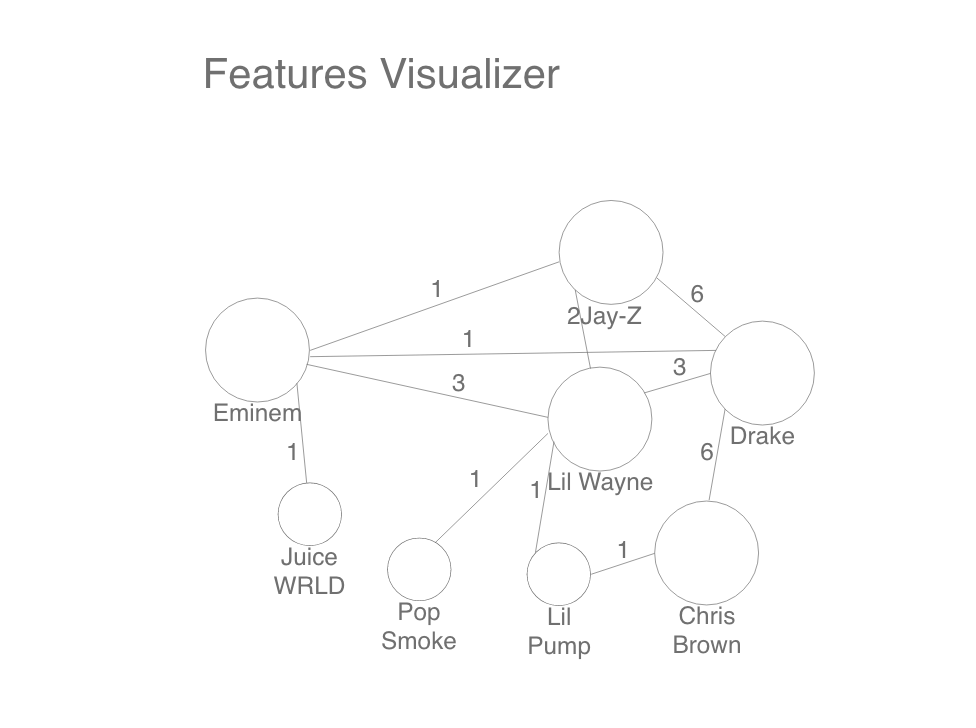 Features Visualizer
1
6
2Jay-Z
1
3
3
Eminem
Drake
1
6
1
1
Lil Wayne
1
Juice
WRLD
Pop
Smoke
Lil
Pump
Chris
Brown